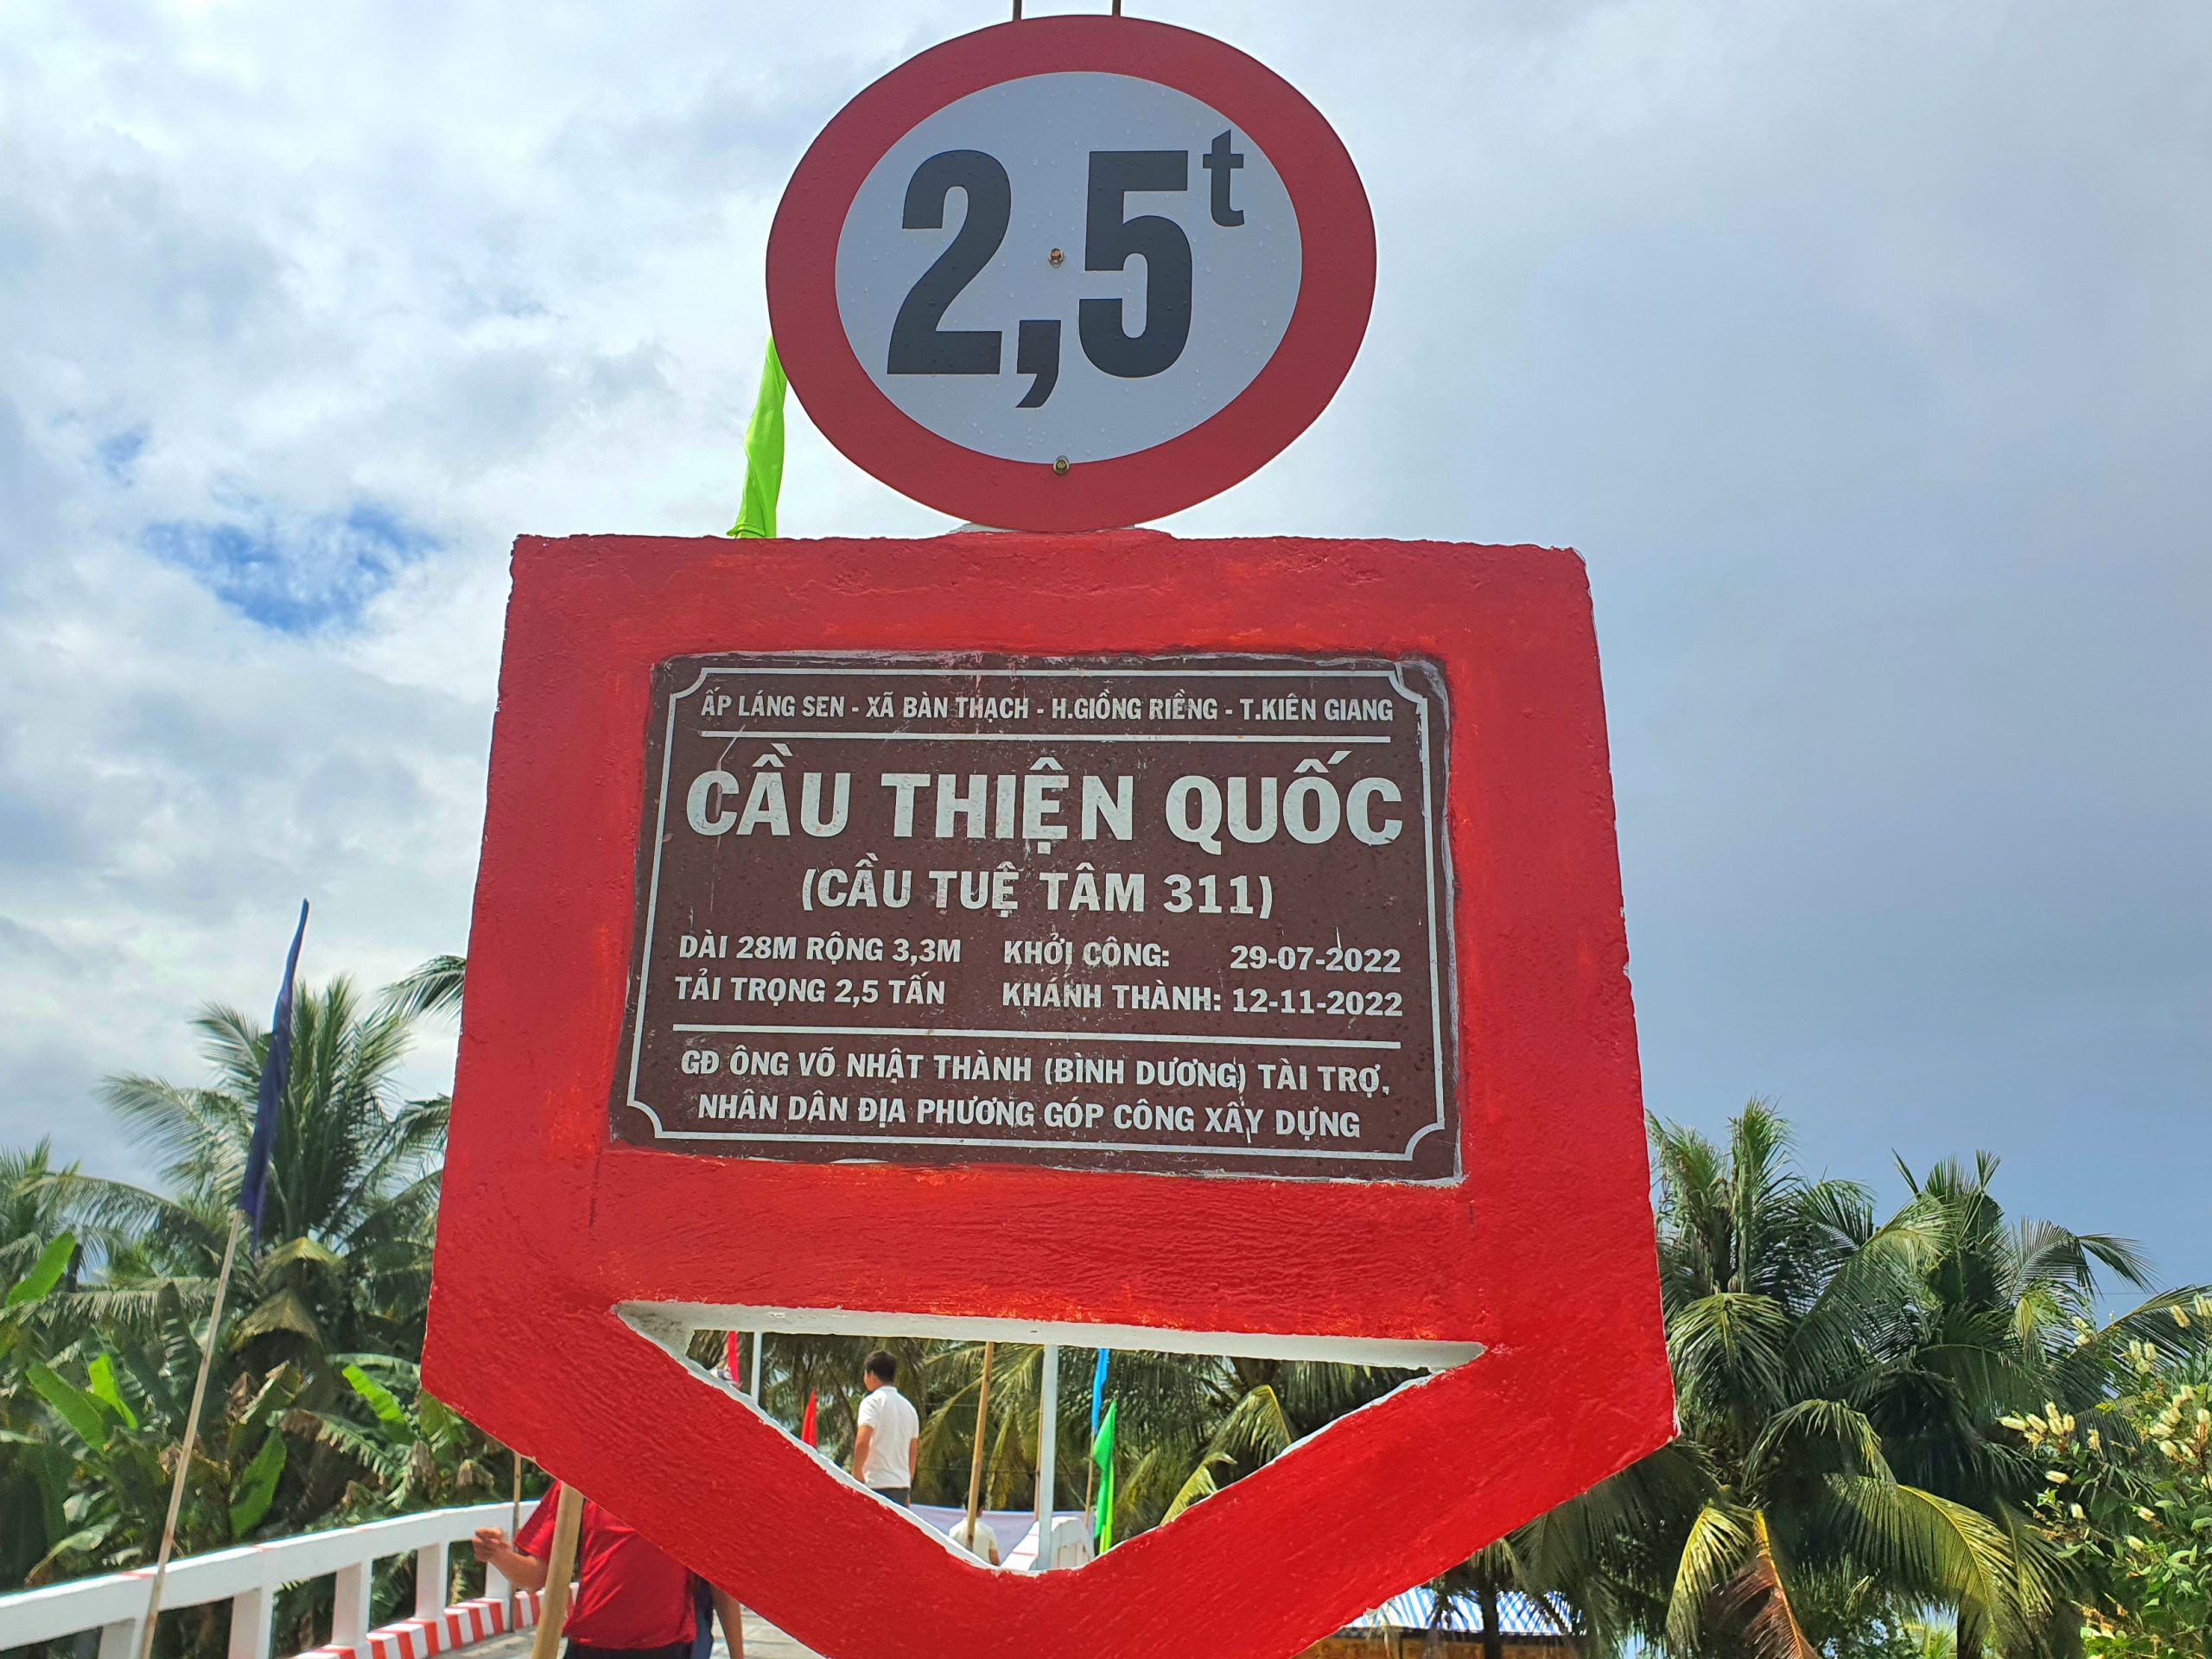 2,5t
ẤP LÁNG SEN - XÃ BÀN THẠCH - H.GIỒNG RIỀNG - T.KIÊN GIANG
CẦU THIỆN QUỐC
(CẦU TUỆ TÂM 311)
DÀI 28M RỘNG 3,3M KHỞI CÔNG: 29-07-2022
TẢI TRỌNG 2,5 TẤN KHÁNH THÀNH: 12-11-2022
GĐ ÔNG VÕ NHẬT THÀNH (BÌNH DƯƠNG) TÀI TRỢ,
NHÂN DÂN ĐỊA PHƯƠNG GÓP CÔNG XÂY DỰNG